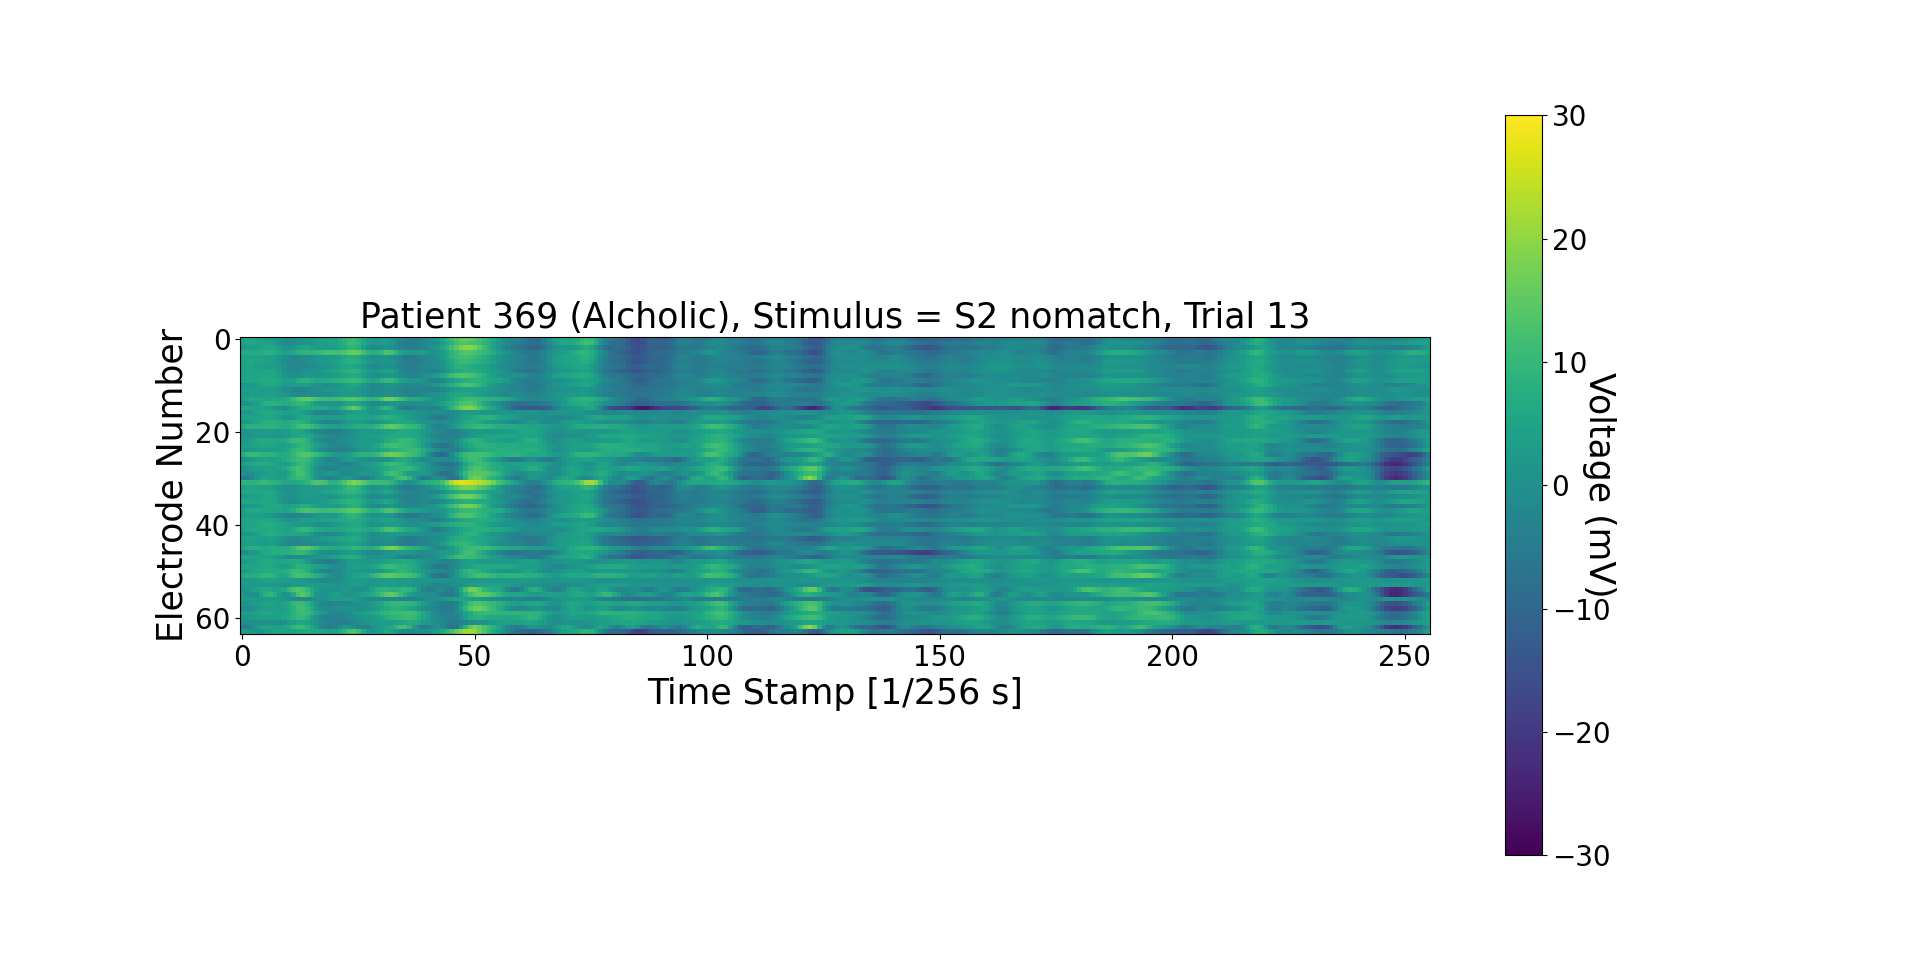 Patient 369 (Alcholic), Stimulus = S2 nomatch, Trial 13
Electrode Number
0
20
40
60
0 50 100 150 200 250
Time Stamp [1/256 s]
30
20
10
0
−10
−20
−30
Voltage (mV)